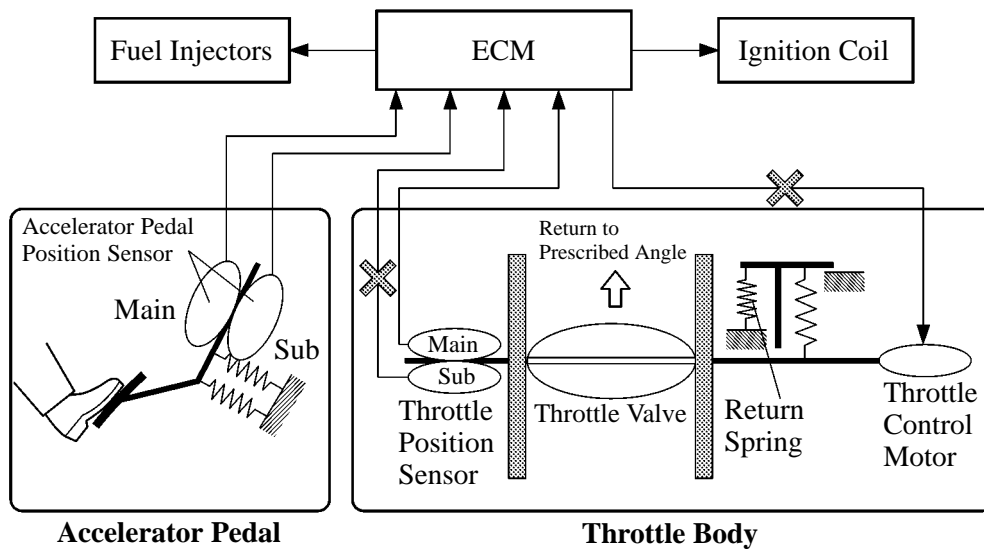 Fuel Injectors
ECM
Ignition Coil
Accelerator Pedal
Position Sensor
Main
Sub
Return to
Prescribed Angle
Main
Sub
Throttle
Position
Sensor
Throttle Valve
Return
Spring
Throttle
Control
Motor
Accelerator Pedal
Throttle Body